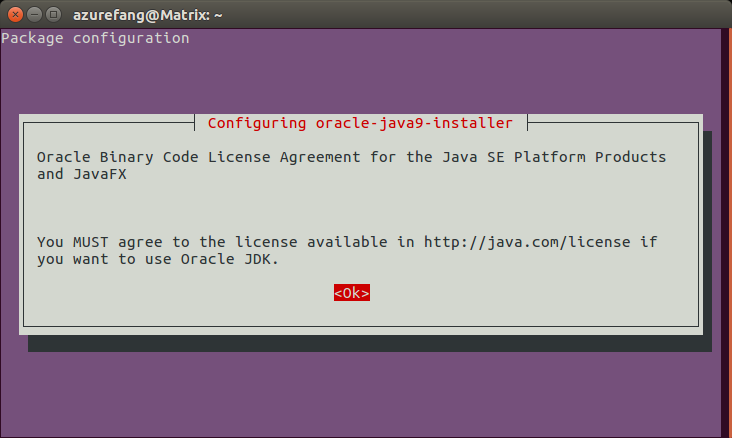 azurefang@Matrix: ~
Package configuration
Configuring oracle-java9-installer
Oracle Binary Code License Agreement for the Java SE Platform Products
and JavaFX
You MUST agree to the license available in http://java.com/license if
you want to use Oracle JDK.
<Ok>